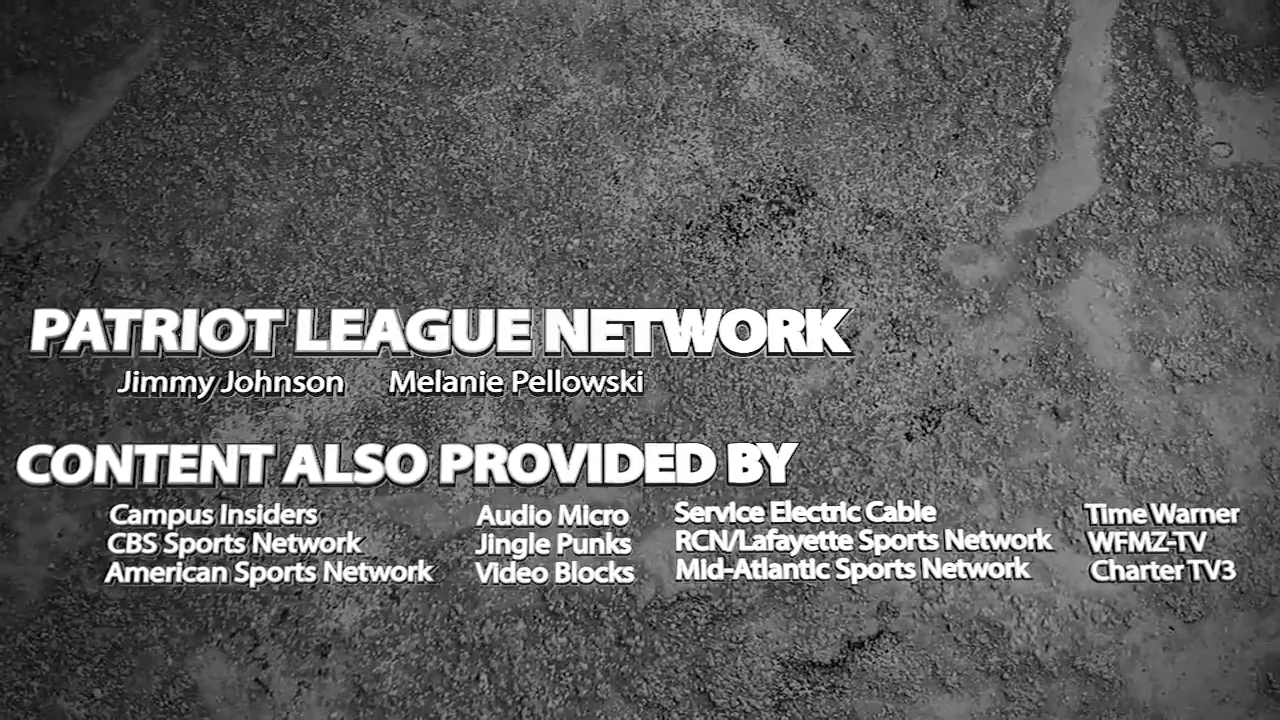 PATRIOT LEAGUE NETWORK
Jimmy Johnson Melanie Pellowski
CONTENT ALSO PROVIDED BY
Campus Insiders
CBS Sports Network
American Sports Network
Audio Micro
Jingle Punks
Video Blocks
Service Electric Cable
RCN/Lafayette Sports Network
Mid-Atlantic Sports Network
Time Warner
WFMZ-TV
Charter TV3